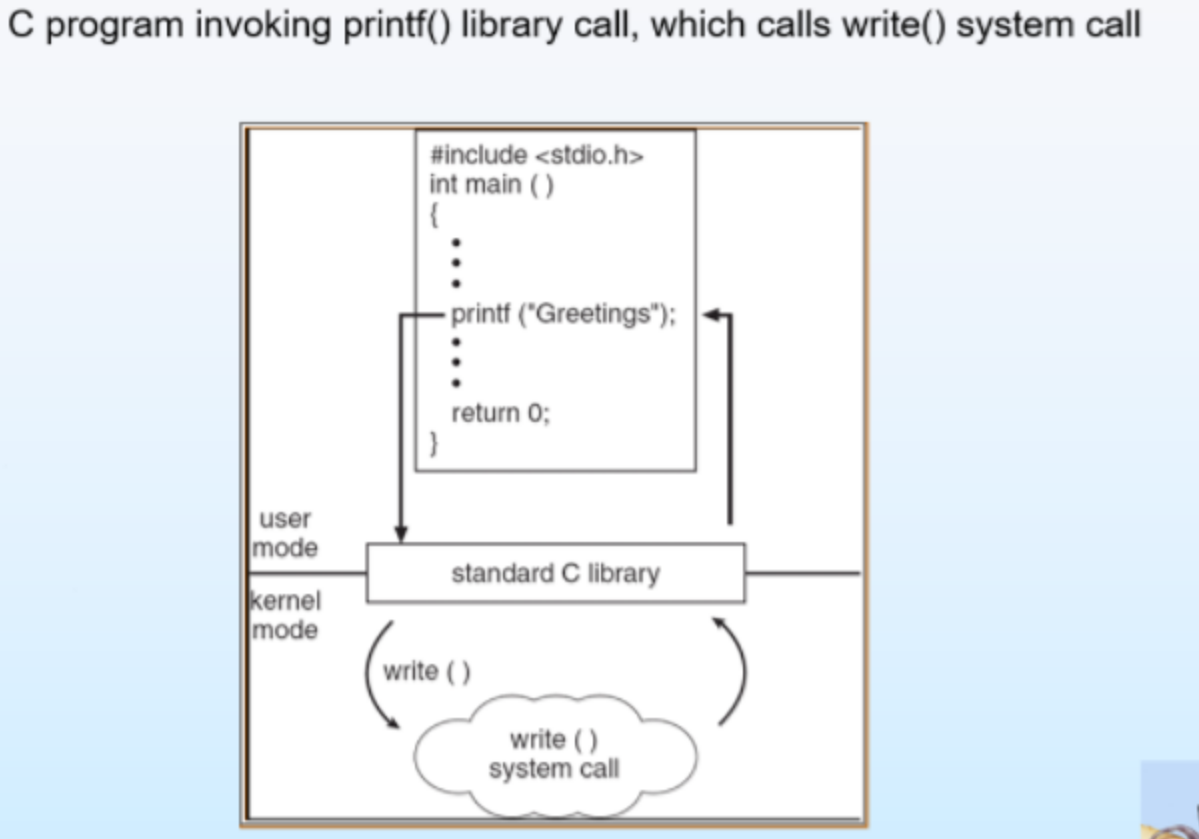 C program invoking printf() library call, which calls write() system call
#include <stdio.h>
int main ( )
{
•
•
•
printf ("Greetings");
•
•
•
return 0;
}
user
mode
standard C library
kernel
mode
write ( )
write ( )
system call